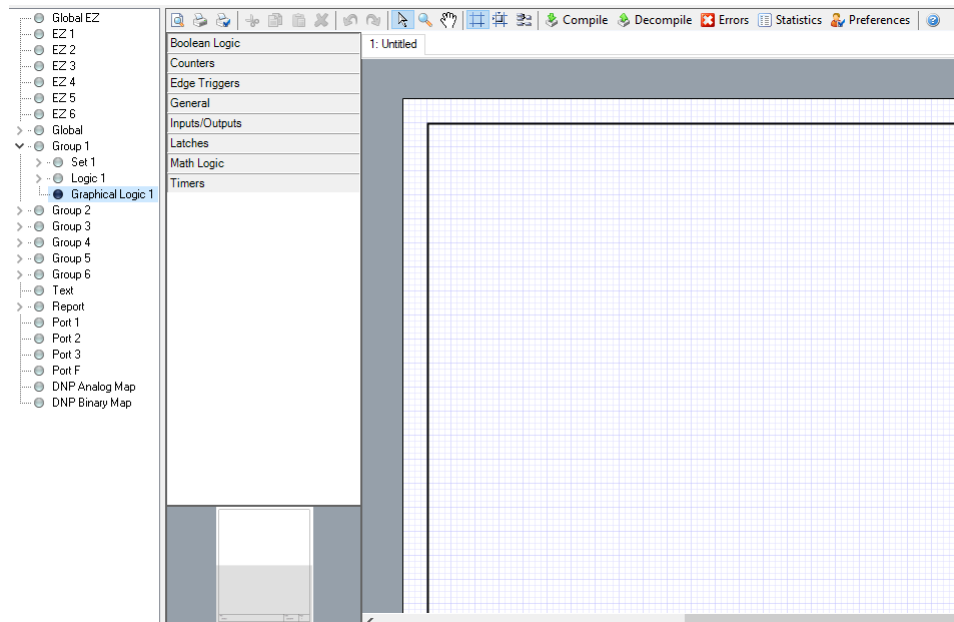 Global EZ
EZ 1
EZ 2
EZ 3
EZ 4
EZ 5
EZ 6
Global
Group 1
Set 1
Logic 1
Graphical Logic 1
Group 2
Group 3
Group 4
Group 5
Group 6
Text
Report
Port 1
Port 2
Port 3
Port F
DNP Analog Map
DNP Binary Map
Compile Decompile Errors Statistics Preferences
Boolean Logic
Counters
Edge Triggers
General
Inputs/Outputs
Latches
Math Logic
Timers
1: Untitled